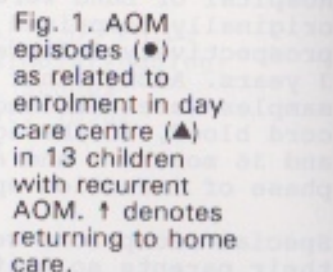 Fig. 1. AOM
episodes (●)
as related to
enrolment in day
care centre (▲)
in 13 children
with recurrent
AOM. ↑ denotes
returning to home
care.